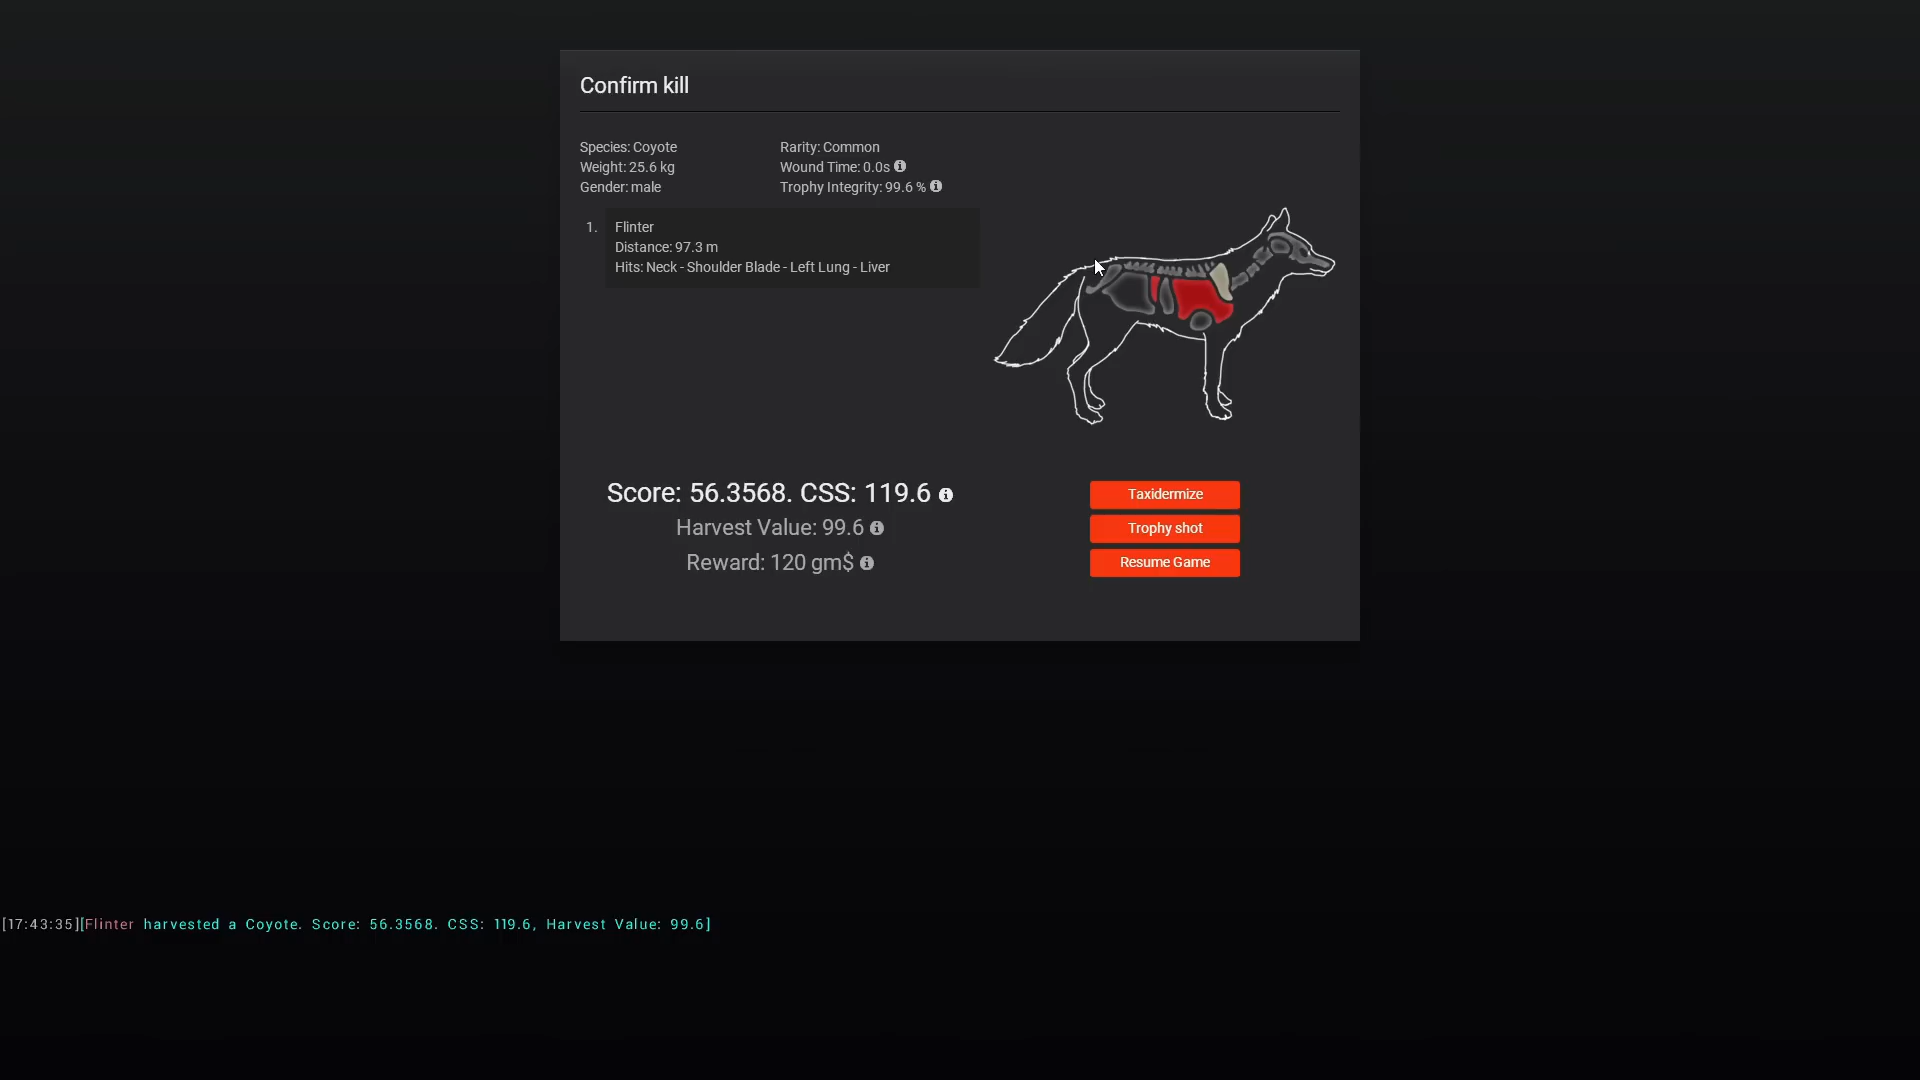 Confirm kill
Species: Coyote
Rarity: Common
Weight: 25.6 kg
Wound Time: 0.0s
Gender: male
Trophy Integrity: 99.6 %
1. Flinter
Distance: 97.3 m
Hits: Neck - Shoulder Blade - Left Lung - Liver
Score: 56.3568. CSS: 119.6
Harvest Value: 99.6
Reward: 120 gm$
Taxidermize
Trophy shot
Resume Game
[17:43:35][Flinter harvested a Coyote. Score: 56.3568. CSS: 119.6, Harvest Value: 99.6]